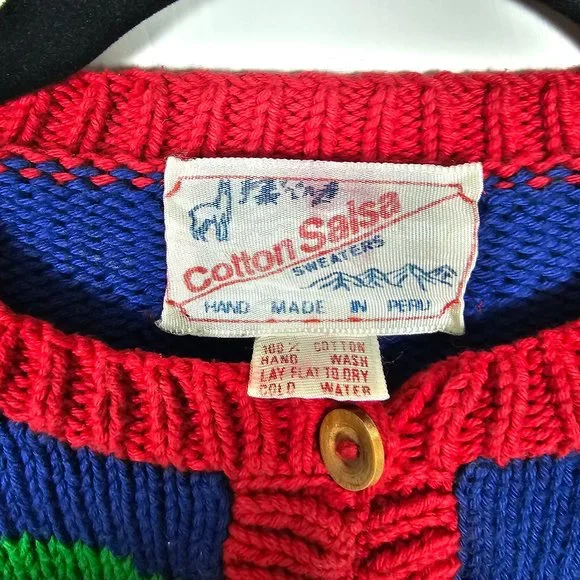 Cotton Salsa
SWEATERS
HAND MADE IN PERU
100% COTTON
HAND WASH
LAY FLAT TO DRY
COLD WATER